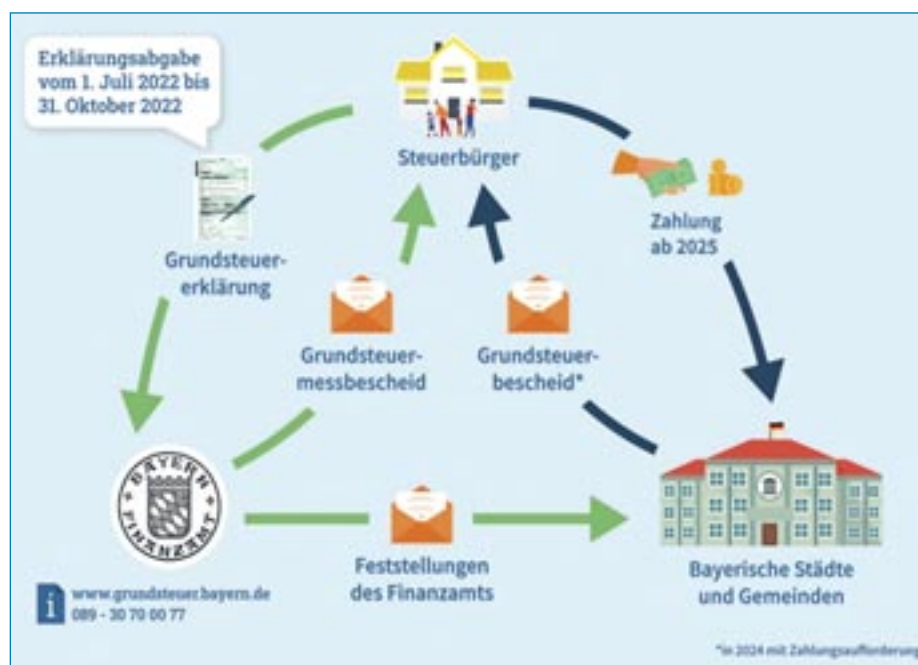 Erklärungsabgabe
vom 1. Juli 2022 bis
31. Oktober 2022
Steuerbürger
Grundsteuer-
erklärung
Zahlung
ab 2025
Grundsteuer-
messbescheid
Grundsteuer-
bescheid*
BAYERN
FINANZAMT
Feststellungen
des Finanzamts
Bayerische Städte
und Gemeinden
i www.grundsteuer.bayern.de
089 - 30 70 00 77
*in 2024 mit Zahlungsaufforderung